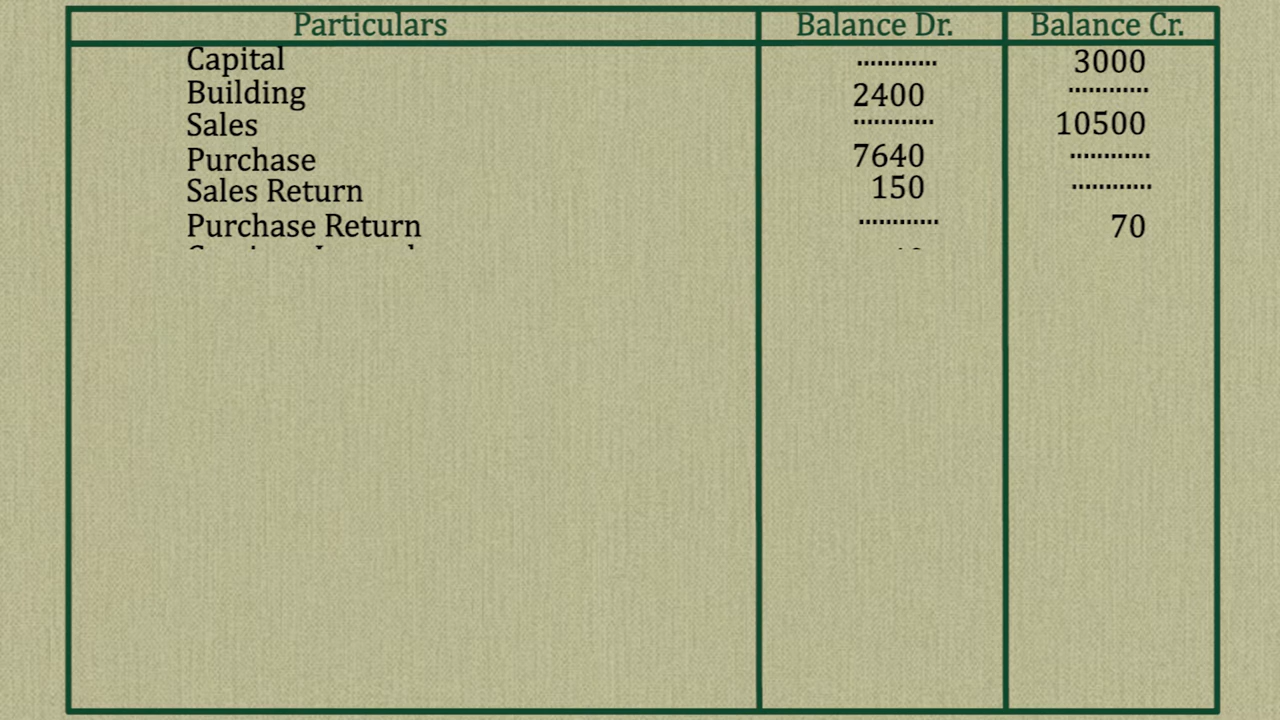 Particulars Balance Dr. Balance Cr.
Capital ............ 3000
Building 2400 ............
Sales ............ 10500
Purchase 7640 ............
Sales Return 150 ............
Purchase Return ............ 70